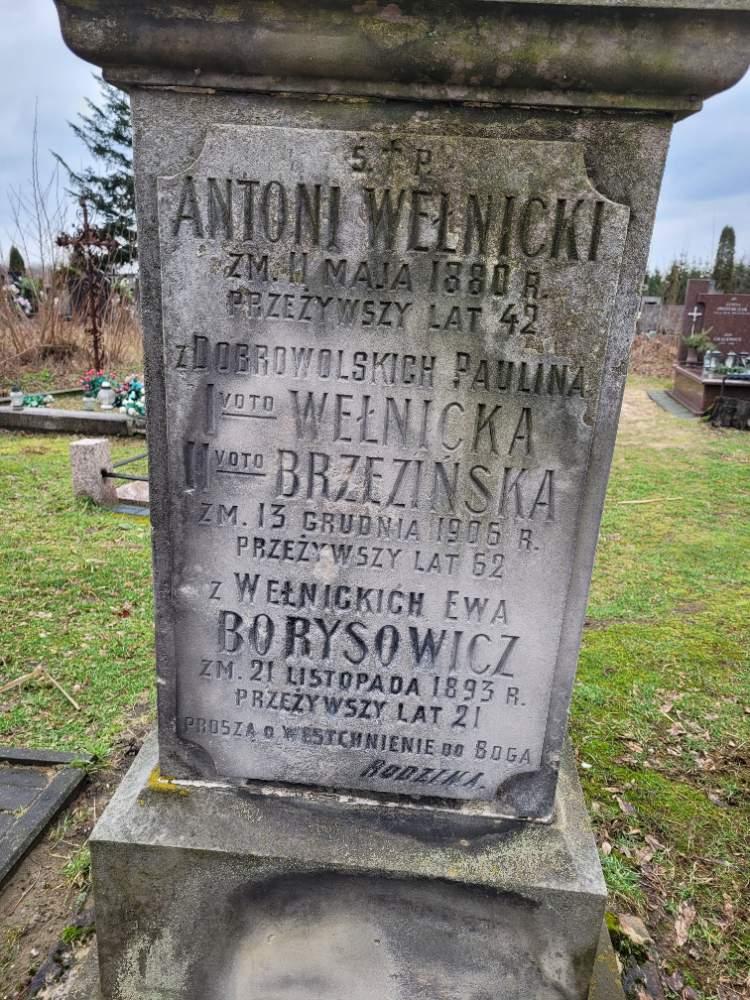 Ś. † P.
ANTONI WEŁNICKI
ZM. 11 MAJA 1880 R.
PRZEŻYWSZY LAT 42
Z DOBROWOLSKICH PAULINA
I VOTO WEŁNICKA
II VOTO BRZEZIŃSKA
ZM. 13 GRUDNIA 1906 R.
PRZEŻYWSZY LAT 62
Z WEŁNICKICH EWA
BORYSOWICZ
ZM. 21 LISTOPADA 1893 R.
PRZEŻYWSZY LAT 21
PROSZĄ O WESTCHNIENIE DO BOGA
RODZINA.